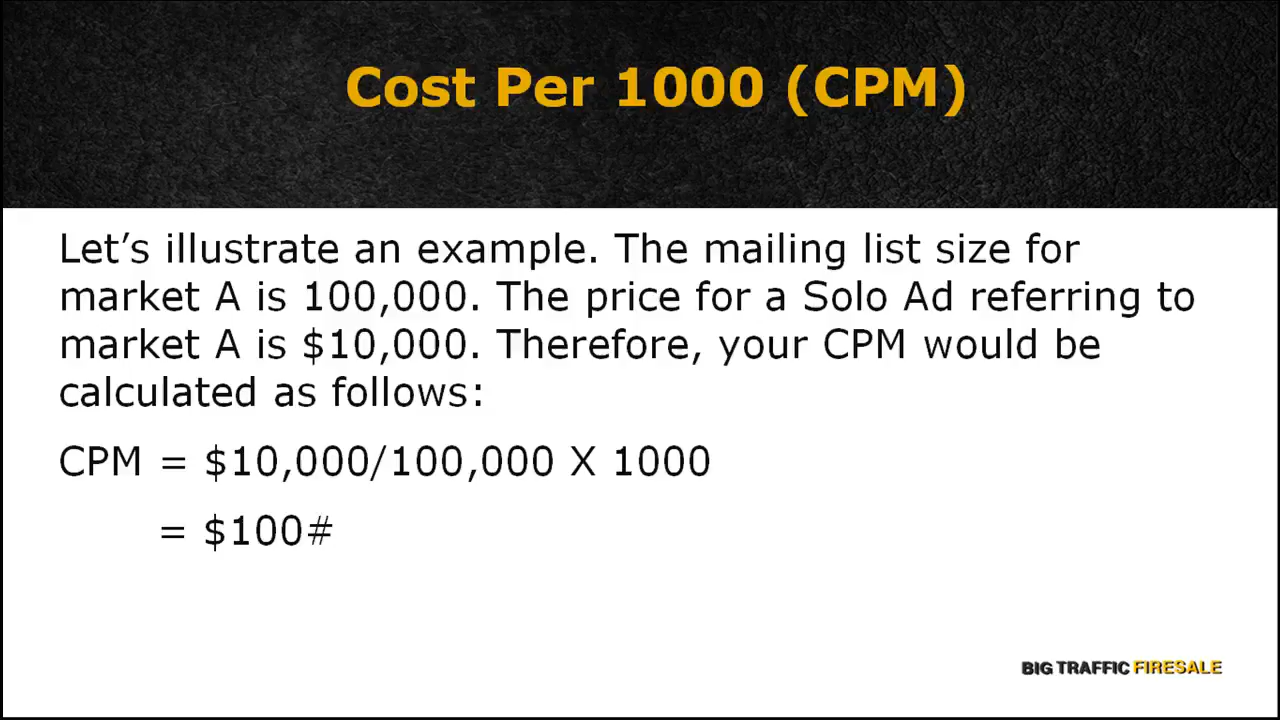 Cost Per 1000 (CPM)
Let’s illustrate an example. The mailing list size for
market A is 100,000. The price for a Solo Ad referring to
market A is $10,000. Therefore, your CPM would be
calculated as follows:
CPM = $10,000/100,000 X 1000
= $100#
BIG TRAFFIC FIRESALE